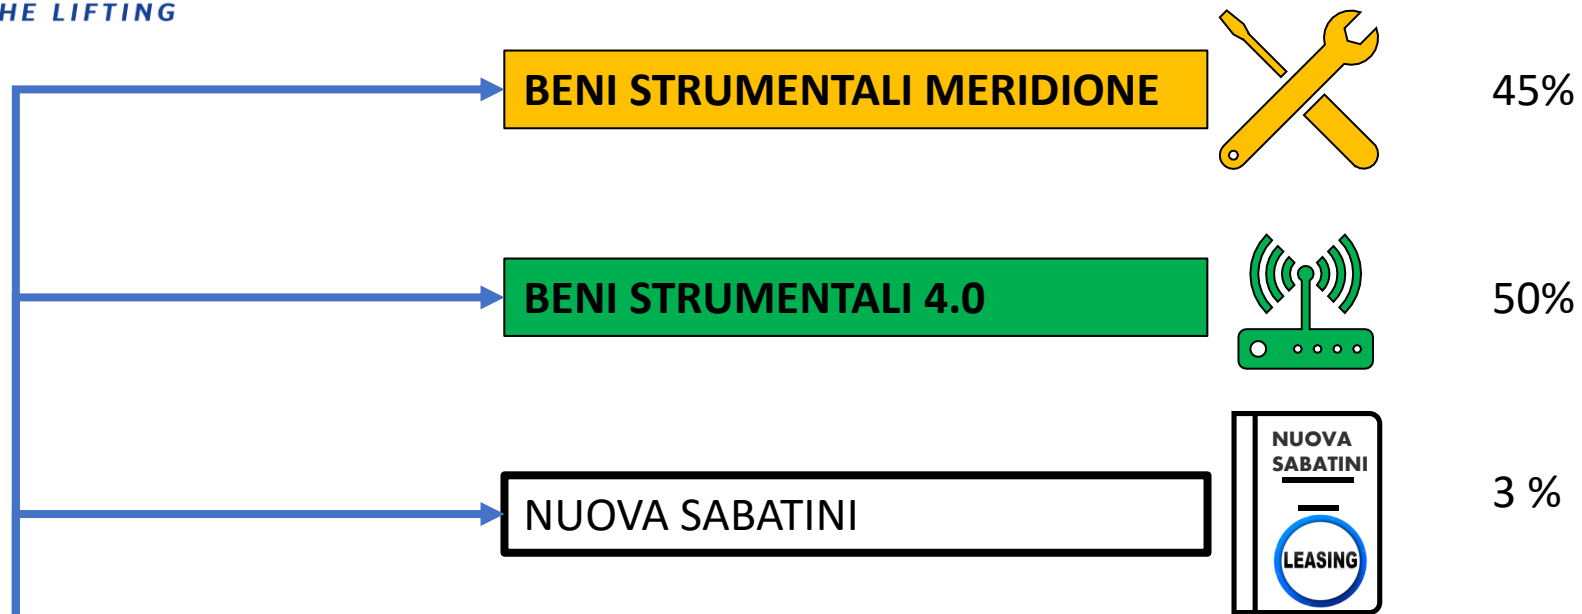 HE LIFTING
BENI STRUMENTALI MERIDIONE
45%
BENI STRUMENTALI 4.0
50%
NUOVA SABATINI
NUOVA
SABATINI
LEASING
3 %